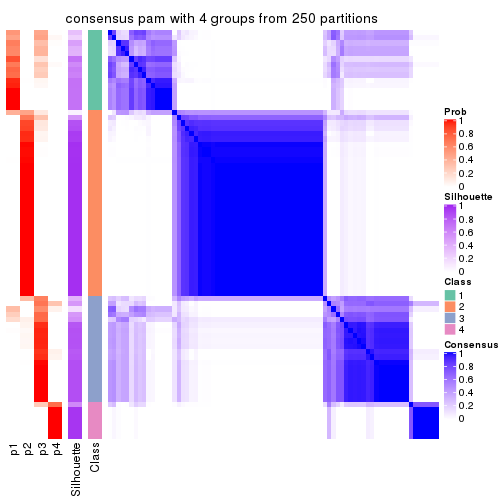 consensus pam with 4 groups from 250 partitions
Prob
1
0.8
0.6
0.4
0.2
0
Silhouette
1
0.8
0.6
0.4
0.2
0
Class
1
2
3
4
Consensus
1
0.8
0.6
0.4
0.2
0
p1
p2
p3
p4
Silhouette
Class